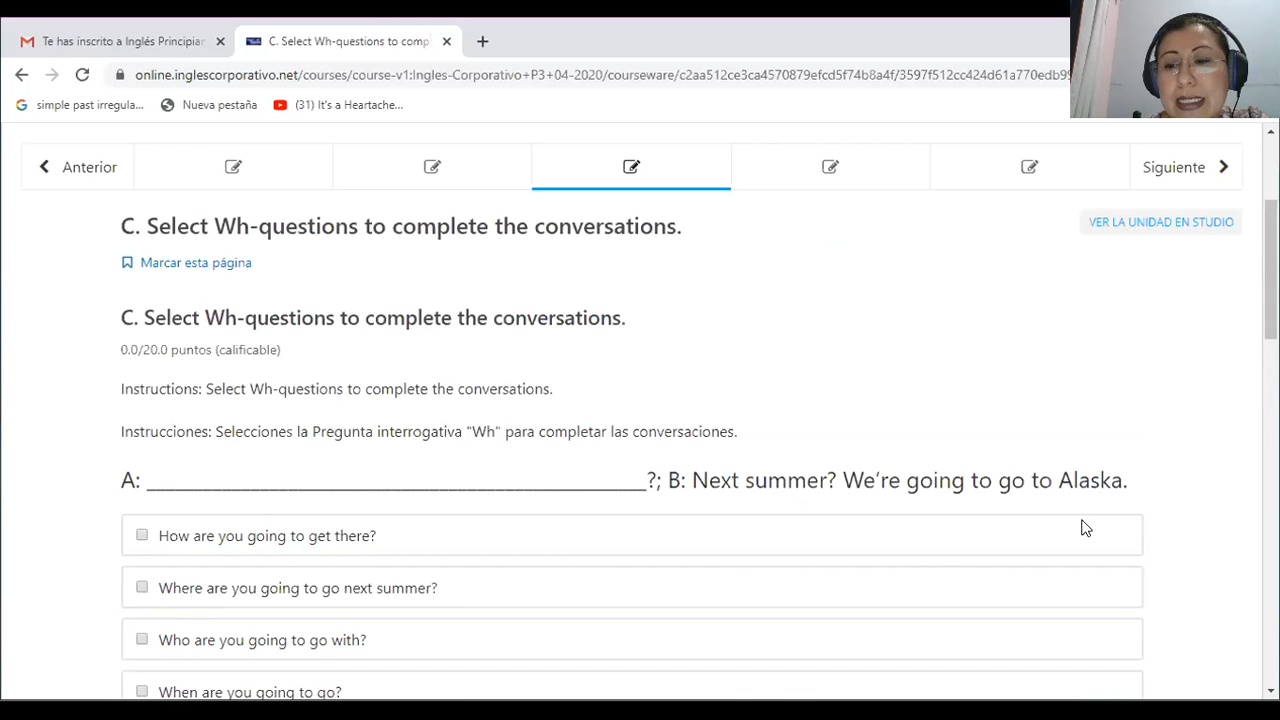 Te has inscrito a Inglés Principian
C. Select Wh-questions to comp
online.inglescorporativo.net/courses/course-v1:Ingles-Corporativo+P3+04-2020/courseware/c2aa512ce3ca4570879efcd5f74b8a4f/3597f512cc424d61a770edb99
simple past irregula...
Nueva pestaña
(31) It's a Heartache...
Anterior
Siguiente
C. Select Wh-questions to complete the conversations.
VER LA UNIDAD EN STUDIO
Marcar esta página
C. Select Wh-questions to complete the conversations.
0.0/20.0 puntos (calificable)
Instructions: Select Wh-questions to complete the conversations.
Instrucciones: Selecciones la Pregunta interrogativa "Wh" para completar las conversaciones.
A: ______________________________________________?; B: Next summer? We're going to go to Alaska.
How are you going to get there?
Where are you going to go next summer?
Who are you going to go with?
When are you going to go?